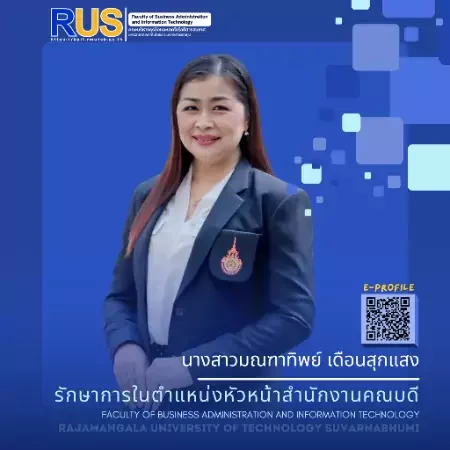 RUS
Faculty of Business Administration
and Information Technology
E-PROFILE
นางสาวมณฑาทิพย์ เดือนสุกแสง
รักษาการในตำแหน่งหัวหน้าสำนักงานคณบดี
FACULTY OF BUSINESS ADMINISTRATION AND INFORMATION TECHNOLOGY
RAJAMANGALA UNIVERSITY OF TECHNOLOGY SUVARNABHUMI